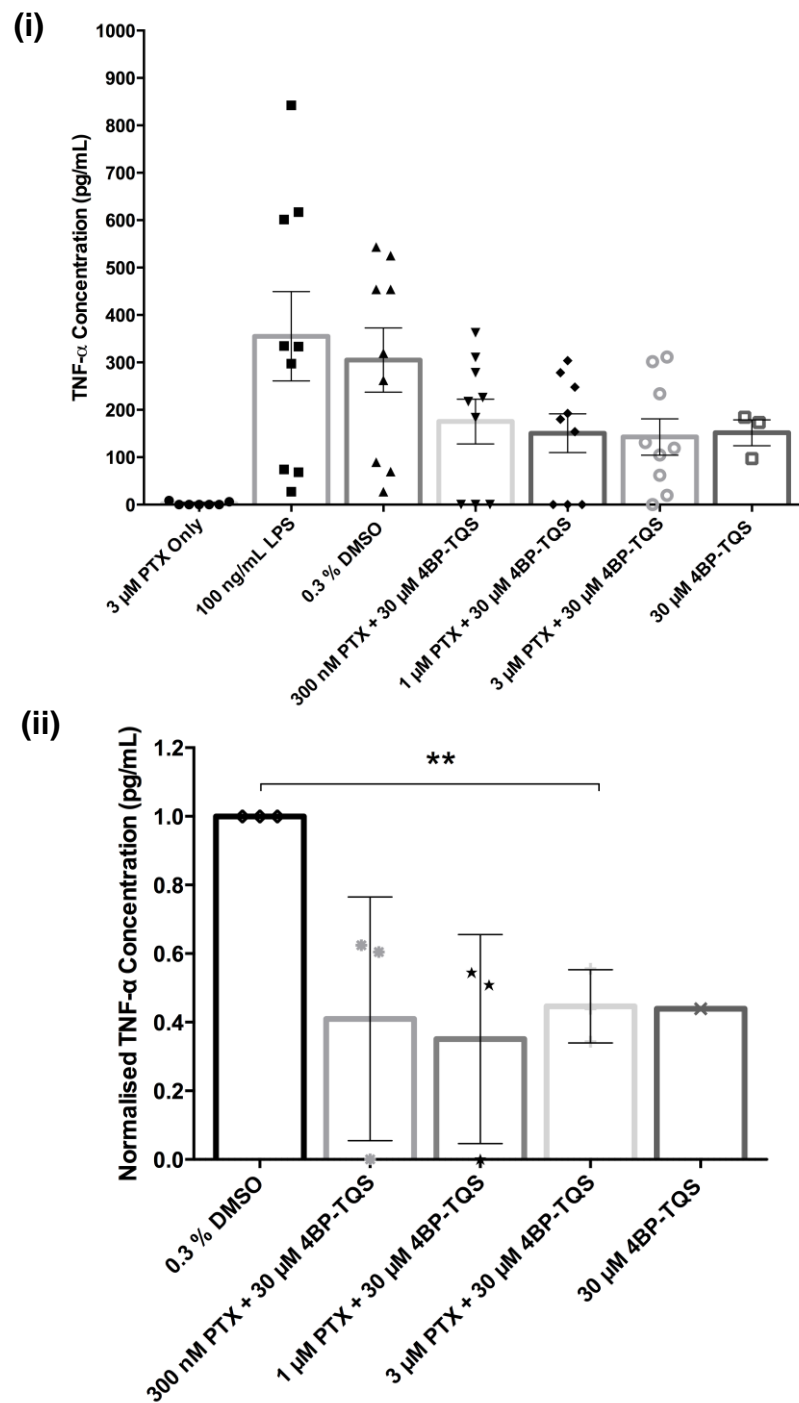 (i)
TNF-α Concentration (pg/mL)
1000
900
800
700
600
500
400
300
200
100
0
3 µM PTX Only
100 ng/mL LPS
0.3 % DMSO
300 nM PTX + 30 µM 4BP-TQS
1 µM PTX + 30 µM 4BP-TQS
3 µM PTX + 30 µM 4BP-TQS
30 µM 4BP-TQS
(ii)
Normalised TNF-α Concentration (pg/mL)
1.2
1.0
0.8
0.6
0.4
0.2
0.0
**
0.3 % DMSO
300 nM PTX + 30 µM 4BP-TQS
1 µM PTX + 30 µM 4BP-TQS
3 µM PTX + 30 µM 4BP-TQS
30 µM 4BP-TQS